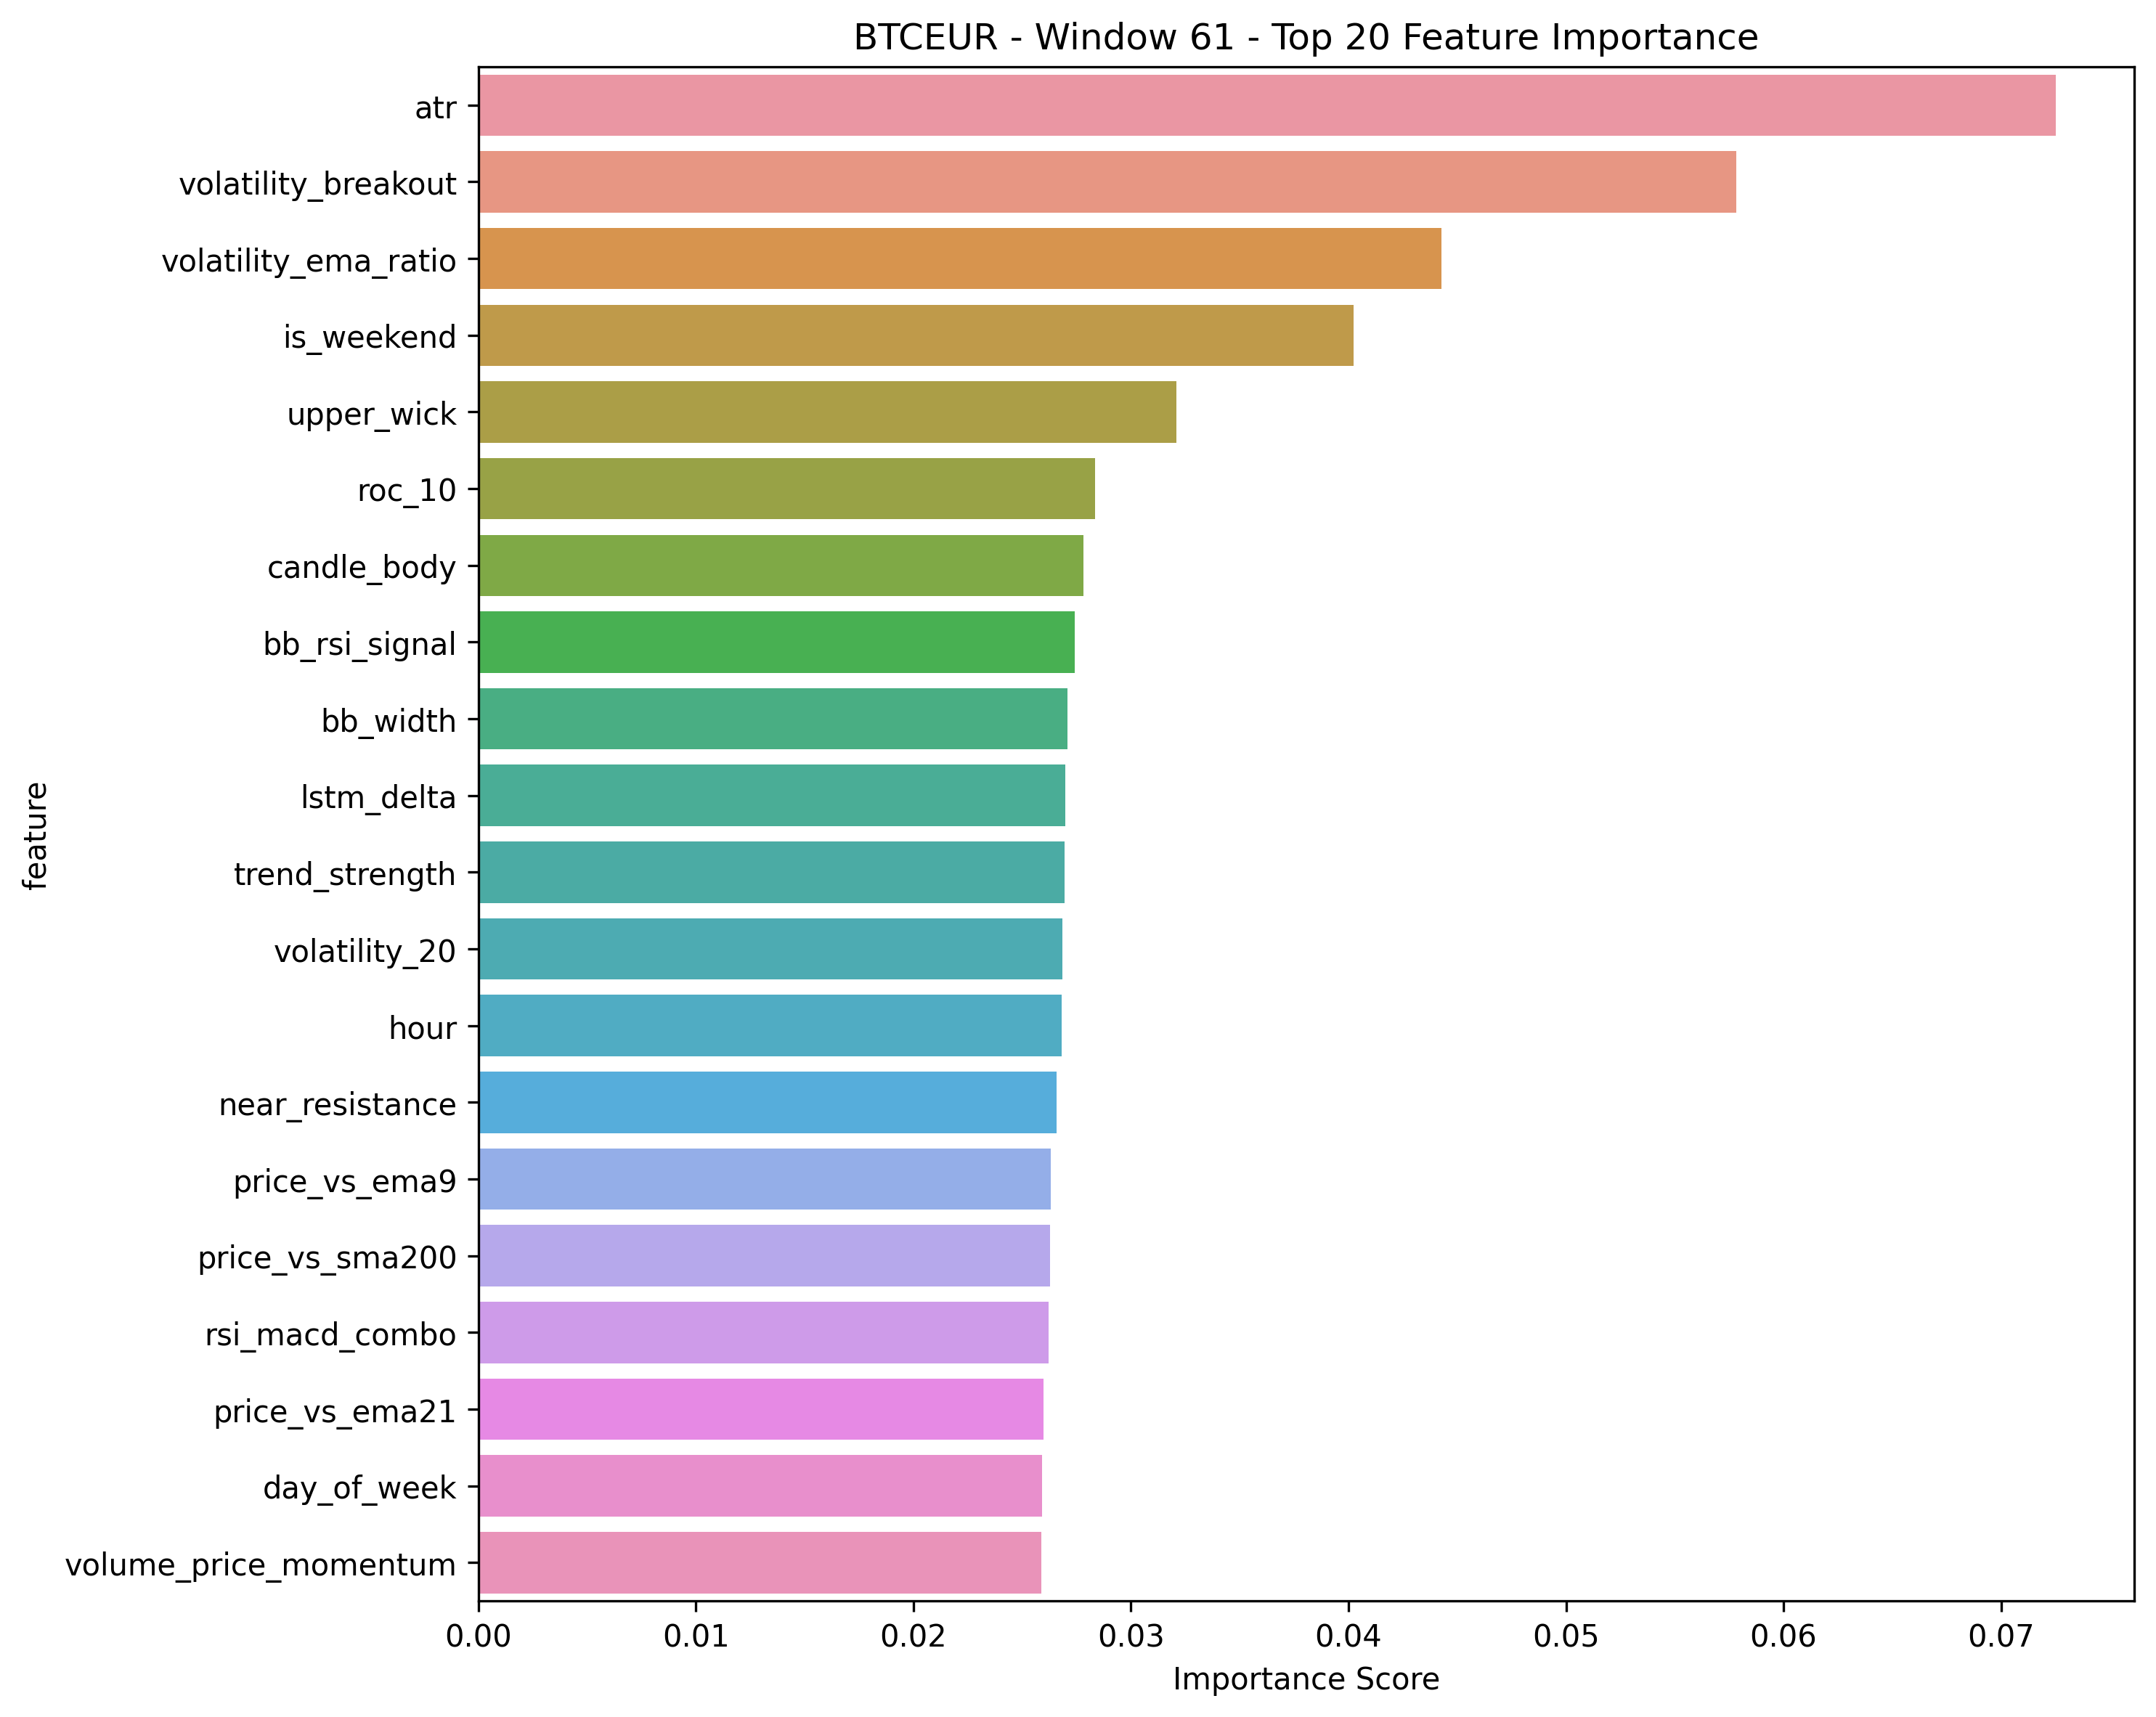 BTCEUR - Window 61 - Top 20 Feature Importance
atr
volatility_breakout
volatility_ema_ratio
is_weekend
upper_wick
roc_10
candle_body
bb_rsi_signal
bb_width
lstm_delta
trend_strength
volatility_20
hour
near_resistance
price_vs_ema9
price_vs_sma200
rsi_macd_combo
price_vs_ema21
day_of_week
volume_price_momentum
feature
0.00 0.01 0.02 0.03 0.04 0.05 0.06 0.07
Importance Score